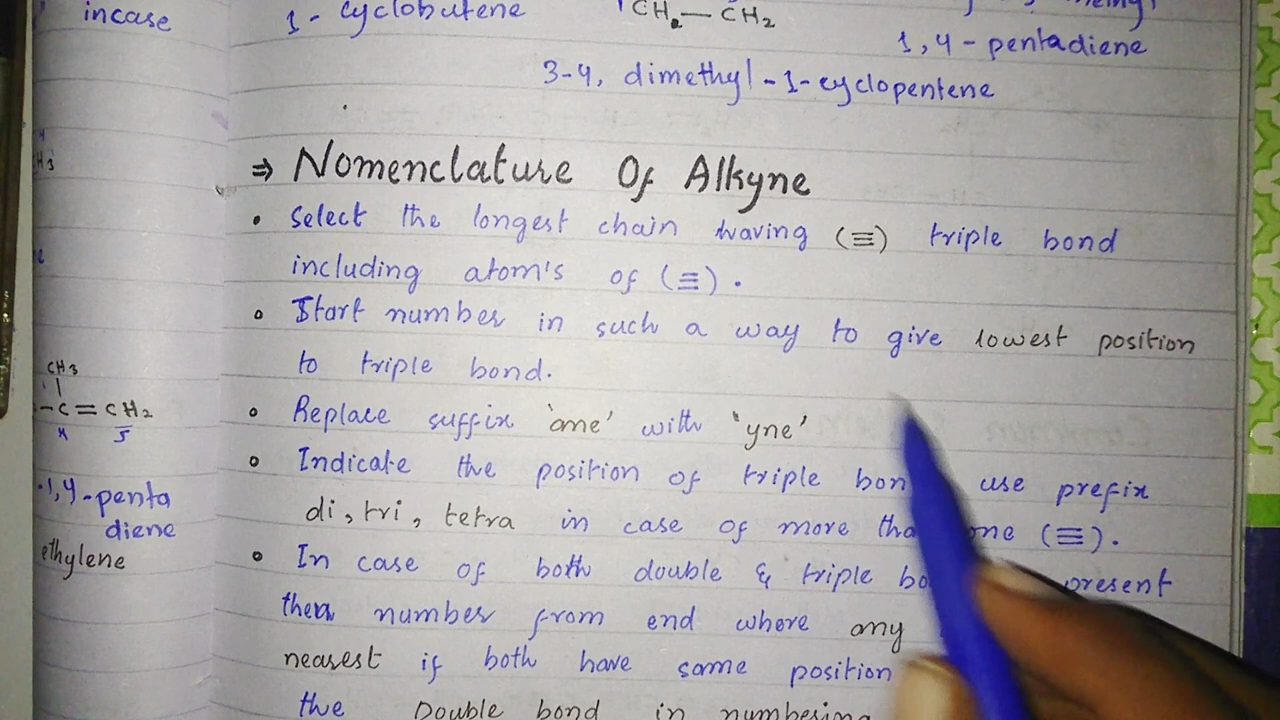 incase
1 - cyclobutene
CH2 — CH2
1,4 - pentadiene
3-4, dimethyl - 1 - cyclopentene
⇒ Nomenclature Of Alkyne
• Select the longest chain having (≡) triple bond
including atom's of (≡).
• Start number in such a way to give lowest position
to triple bond.
• Replace suffix 'ane' with 'yne'
• Indicate the position of triple bon use prefix
di, tri, tetra in case of more tha one (≡).
• In case of both double & triple bo present
then number from end where any
nearest if both have same position
the Double bond in numbering
CH3
-C = CH2
4 5
-1,4-penta
diene
ethylene